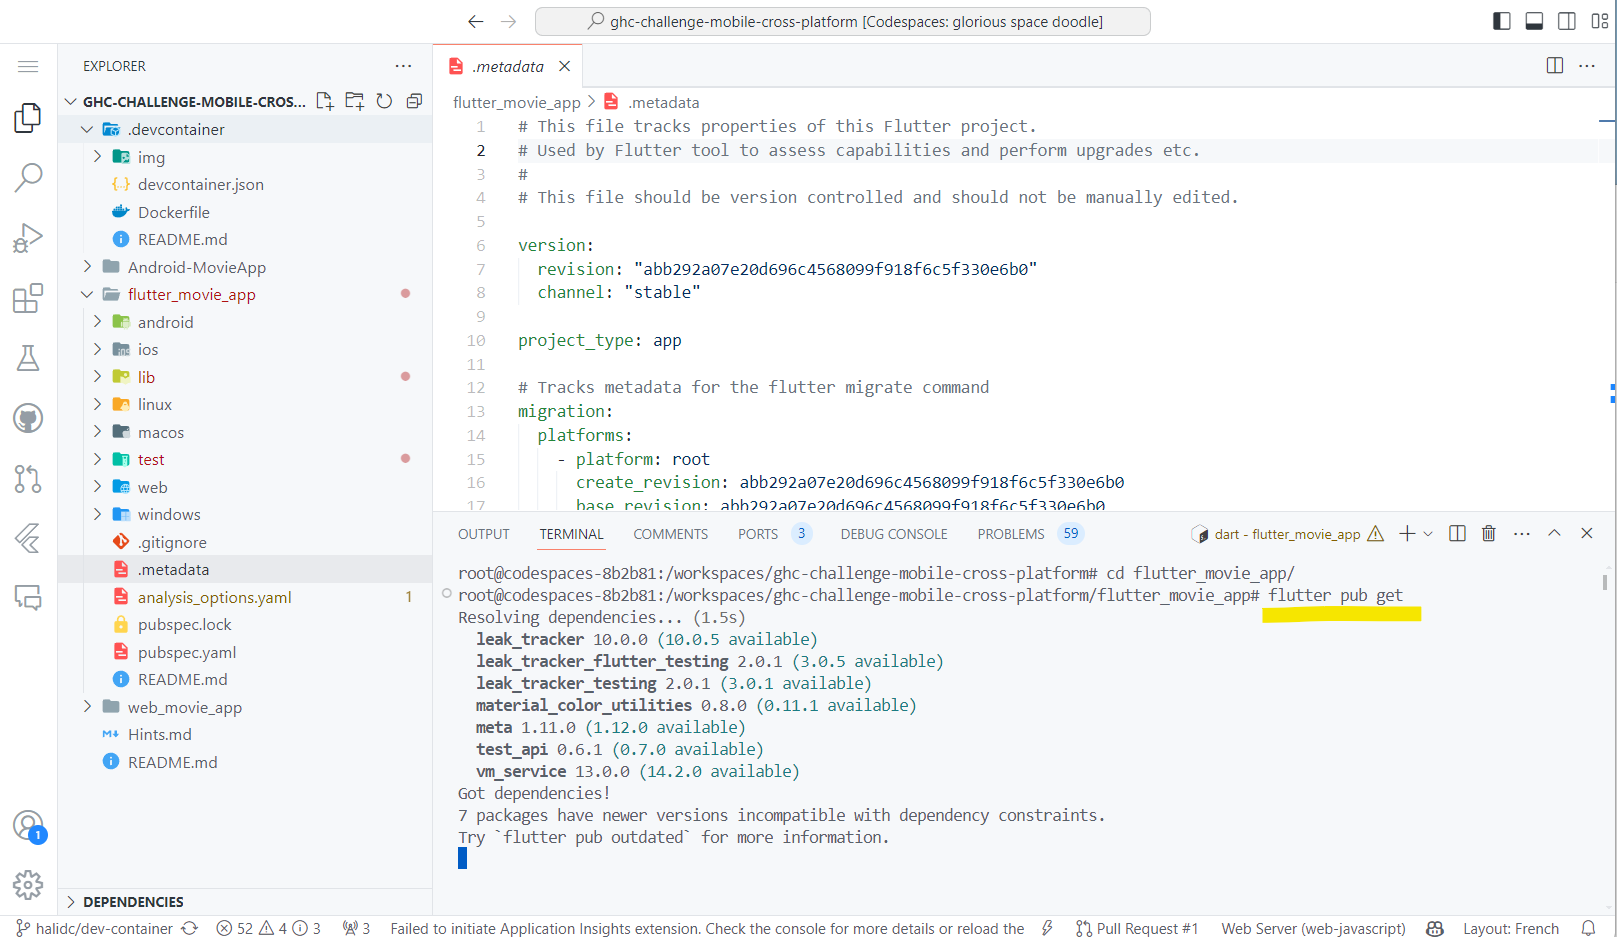 ghc-challenge-mobile-cross-platform [Codespaces: glorious space doodle]
EXPLORER
GHC-CHALLENGE-MOBILE-CROS...
.devcontainer
img
devcontainer.json
Dockerfile
README.md
Android-MovieApp
flutter_movie_app
android
ios
lib
linux
macos
test
web
windows
.gitignore
.metadata
analysis_options.yaml 1
pubspec.lock
pubspec.yaml
README.md
web_movie_app
Hints.md
README.md
DEPENDENCIES
1
.metadata
flutter_movie_app > .metadata
1 # This file tracks properties of this Flutter project.
2 # Used by Flutter tool to assess capabilities and perform upgrades etc.
3 #
4 # This file should be version controlled and should not be manually edited.
5
6 version:
7 revision: "abb292a07e20d696c4568099f918f6c5f330e6b0"
8 channel: "stable"
9
10 project_type: app
11
12 # Tracks metadata for the flutter migrate command
13 migration:
14 platforms:
15 - platform: root
16 create_revision: abb292a07e20d696c4568099f918f6c5f330e6b0
17 base_revision: abb292a07e20d696c4568099f918f6c5f330e6b0
OUTPUT TERMINAL COMMENTS PORTS 3 DEBUG CONSOLE PROBLEMS 59 dart - flutter_movie_app
root@codespaces-8b2b81:/workspaces/ghc-challenge-mobile-cross-platform# cd flutter_movie_app/
root@codespaces-8b2b81:/workspaces/ghc-challenge-mobile-cross-platform/flutter_movie_app# flutter pub get
Resolving dependencies... (1.5s)
leak_tracker 10.0.0 (10.0.5 available)
leak_tracker_flutter_testing 2.0.1 (3.0.5 available)
leak_tracker_testing 2.0.1 (3.0.1 available)
material_color_utilities 0.8.0 (0.11.1 available)
meta 1.11.0 (1.12.0 available)
test_api 0.6.1 (0.7.0 available)
vm_service 13.0.0 (14.2.0 available)
Got dependencies!
7 packages have newer versions incompatible with dependency constraints.
Try `flutter pub outdated` for more information.
halidc/dev-container 52 4 3 3 Failed to initiate Application Insights extension. Check the console for more details or reload the Pull Request #1 Web Server (web-javascript) Layout: French